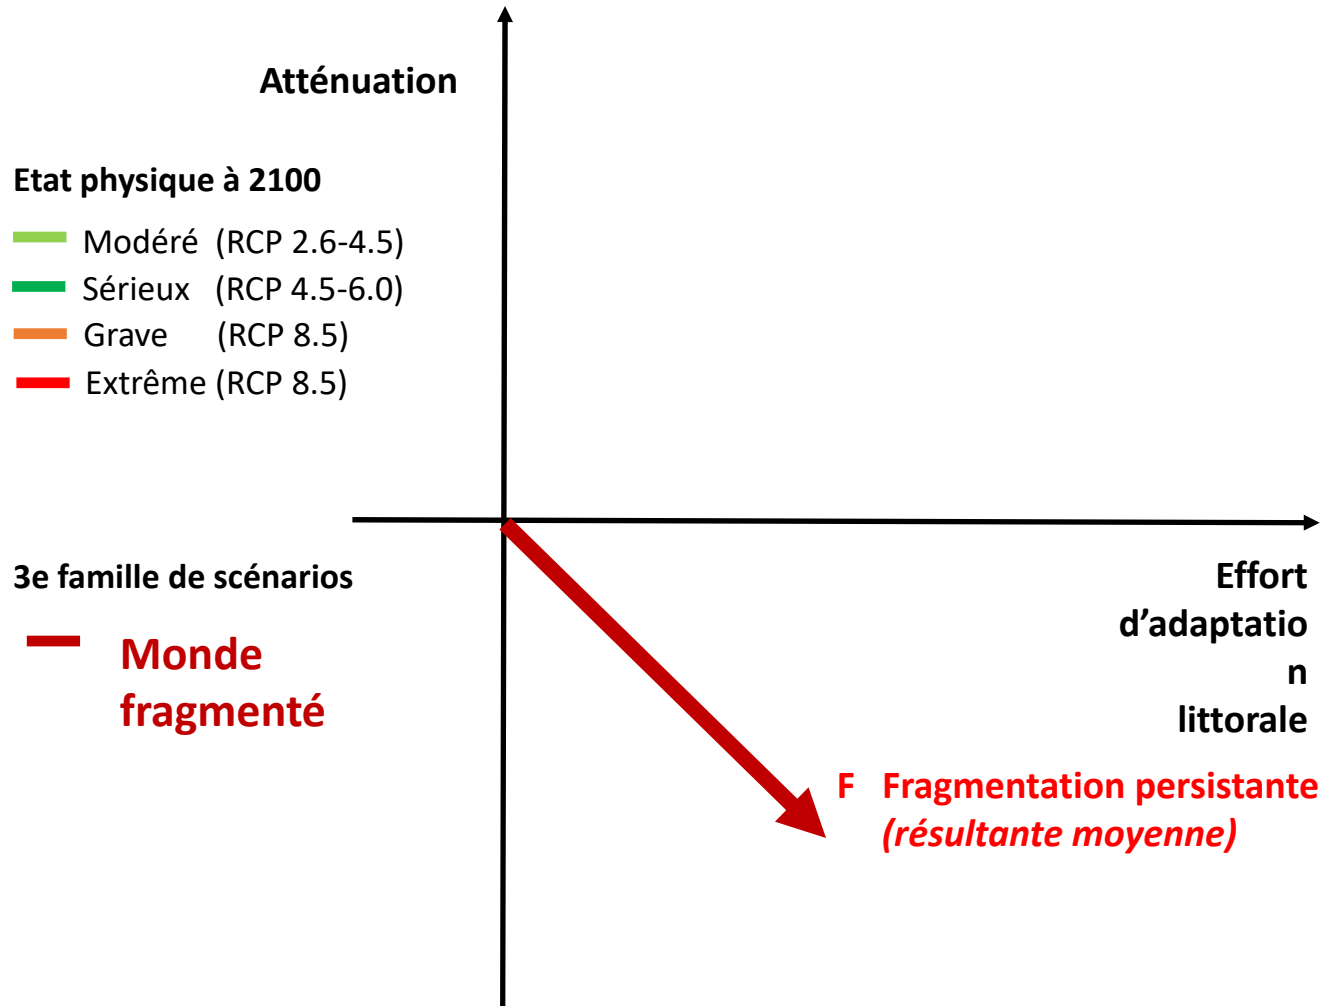 Atténuation
Etat physique à 2100
Modéré (RCP 2.6-4.5)
Sérieux (RCP 4.5-6.0)
Grave (RCP 8.5)
Extrême (RCP 8.5)
3e famille de scénarios
Monde
fragmenté
Effort
d’adaptatio
n
littorale
F Fragmentation persistante
(résultante moyenne)